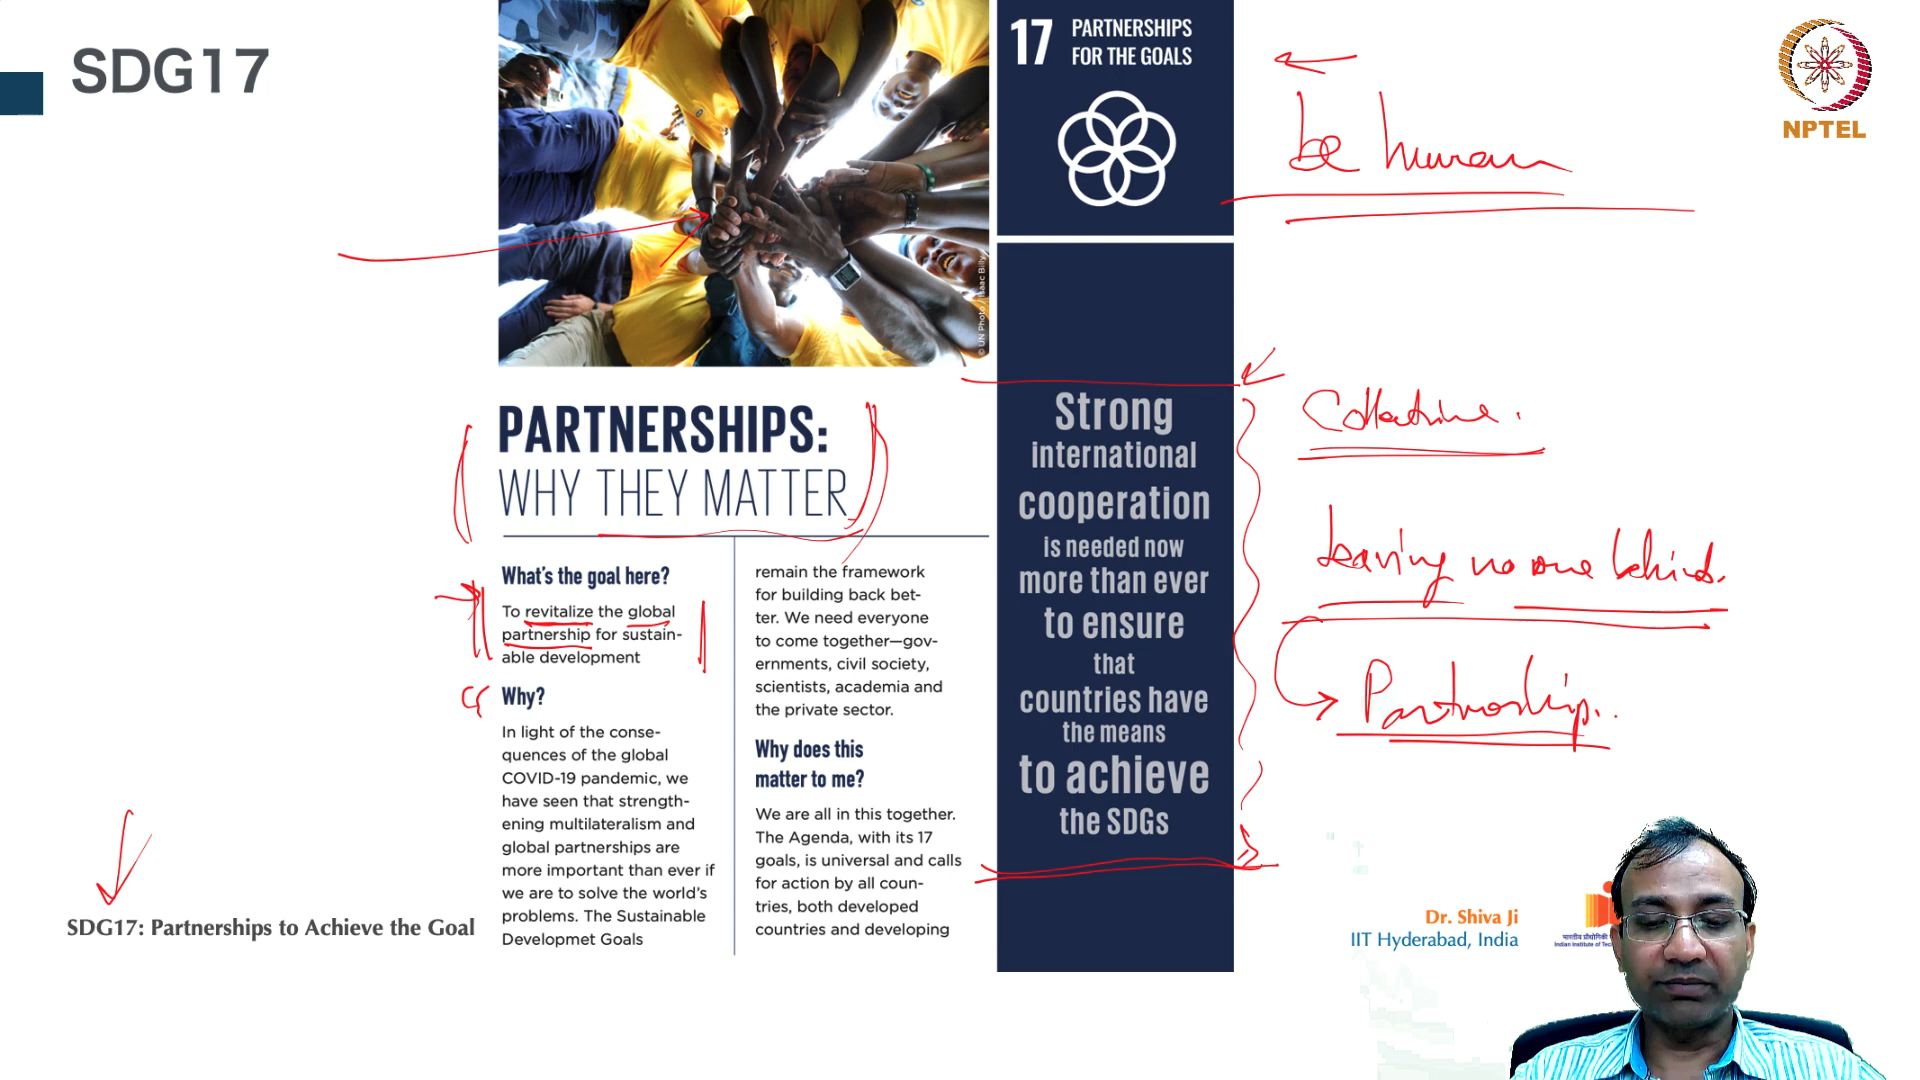 SDG17
© UN Photo / Isaac Billy
17
PARTNERSHIPS
FOR THE GOALS
be human
NPTEL
PARTNERSHIPS:
WHY THEY MATTER
What's the goal here?
To revitalize the global
partnership for sustain-
able development
Why?
In light of the conse-
quences of the global
COVID-19 pandemic, we
have seen that strength-
ening multilateralism and
global partnerships are
more important than ever if
we are to solve the world's
problems. The Sustainable
Developmet Goals
remain the framework
for building back bet-
ter. We need everyone
to come together—gov-
ernments, civil society,
scientists, academia and
the private sector.
Why does this
matter to me?
We are all in this together.
The Agenda, with its 17
goals, is universal and calls
for action by all coun-
tries, both developed
countries and developing
Strong
international
cooperation
is needed now
more than ever
to ensure
that
countries have
the means
to achieve
the SDGs
Collective.
Leaving no one behind.
Partnership..
SDG17: Partnerships to Achieve the Goal
Dr. Shiva Ji
IIT Hyderabad, India